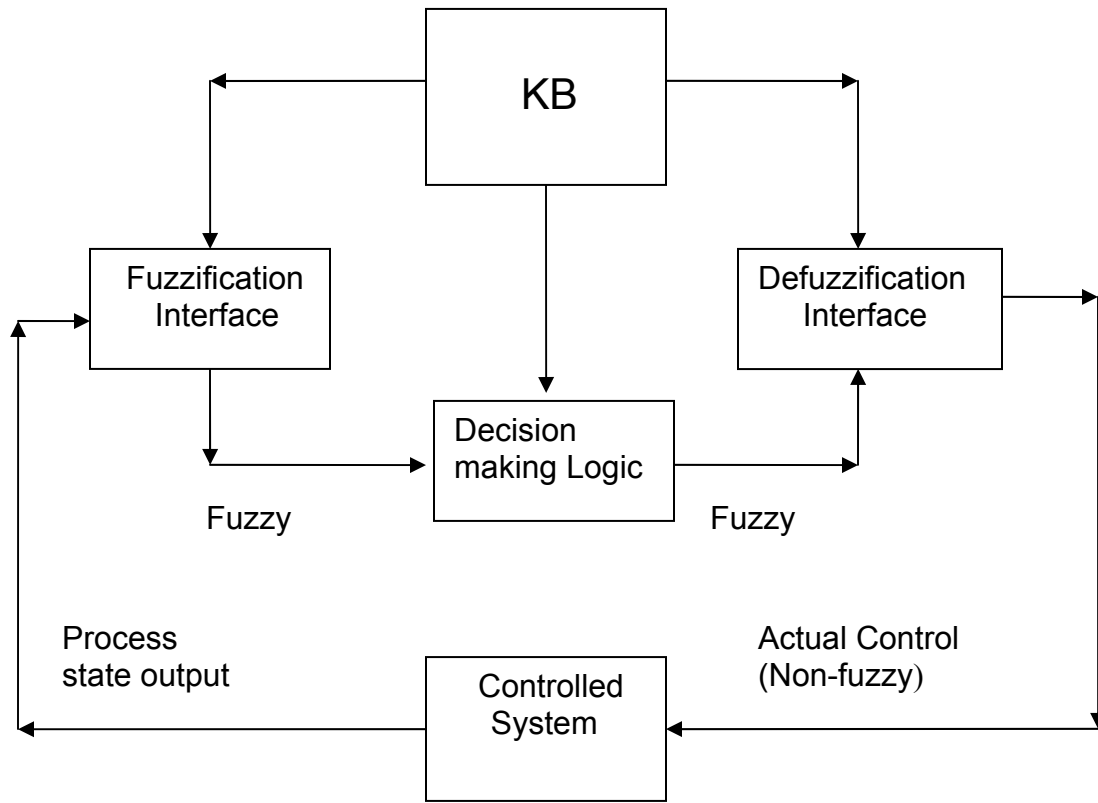 KB
Fuzzification
Interface
Defuzzification
Interface
Decision
making Logic
Fuzzy
Fuzzy
Process
state output
Actual Control
(Non-fuzzy)
Controlled
System